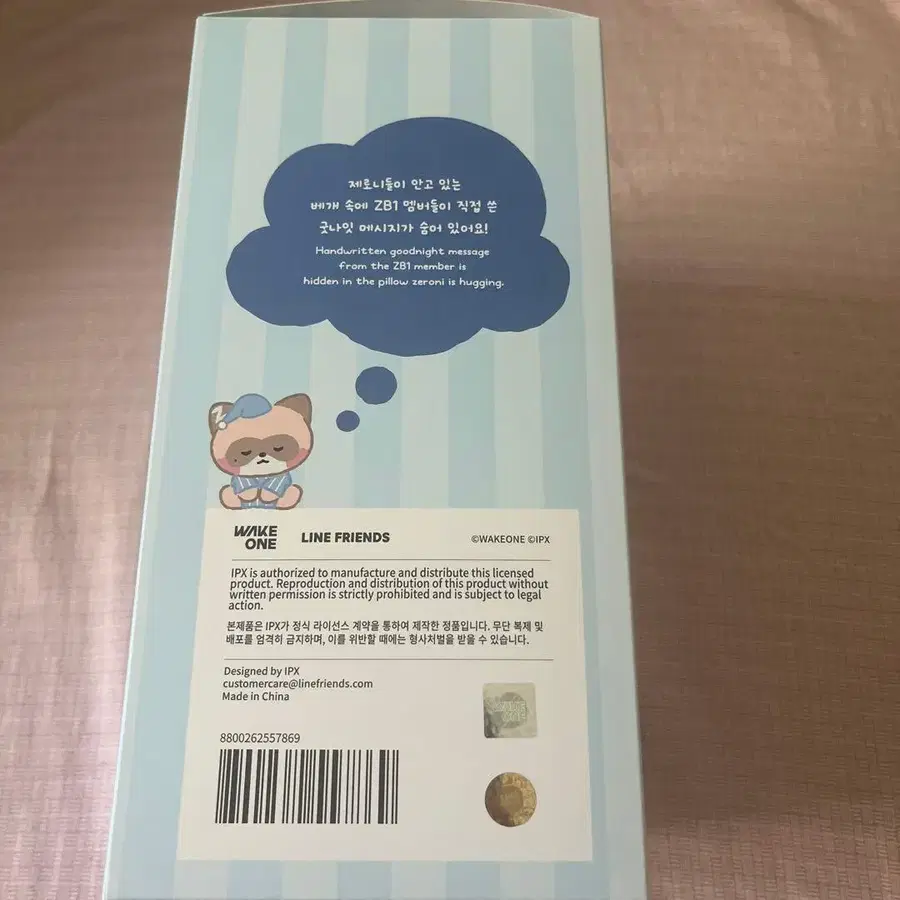 제로니들이 안고 있는
베개 속에 ZB1 멤버들이 직접 쓴
굿나잇 메시지가 숨어 있어요!
Handwritten goodnight message
from the ZB1 member is
hidden in the pillow zeroni is hugging.
Z
WAKE
ONE
LINE FRIENDS
©WAKEONE ©IPX
IPX is authorized to manufacture and distribute this licensed
product. Reproduction and distribution of this product without
written permission is strictly prohibited and is subject to legal
action.
본제품은 IPX가 정식 라이선스 계약을 통하여 제작한 정품입니다. 무단 복제 및
배포를 엄격히 금지하며, 이를 위반할 때에는 형사처벌을 받을 수 있습니다.
Designed by IPX
customercare@linefriends.com
Made in China
WAKE
ONE
8800262557869